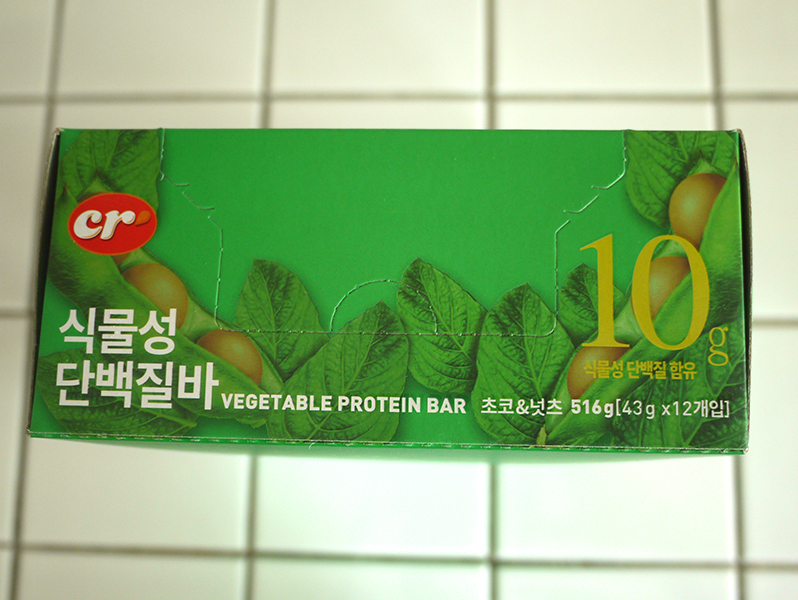 cr
식물성
단백질바 VEGETABLE PROTEIN BAR
초코&넛츠 516g[43g x12개입]
10g
식물성 단백질 함유